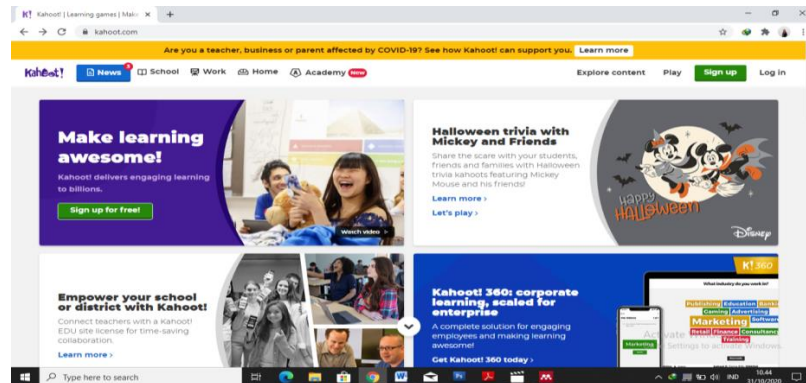 K! Kahoot! | Learning games | Make
kahoot.com
Are you a teacher, business or parent affected by COVID-19? See how Kahoot! can support you. Learn more
Kahoot! News School Work Home Academy New Explore content Play Sign up Log in
Make learning
awesome!
Kahoot! delivers engaging learning
to billions.
Sign up for free!
Watch video
Halloween trivia with
Mickey and Friends
Share the scare with your students,
friends and families with Halloween
trivia kahoots featuring Mickey
Mouse and his friends!
Learn more ›
Let's play ›
HAPPY
HALLOWEEN
Disney
Empower your school
or district with Kahoot!
Connect teachers with a Kahoot!
EDU site license for time-saving
collaboration.
Learn more ›
Kahoot! 360: corporate
learning, scaled for
enterprise
A complete solution for engaging
employees and making learning
awesome!
Get Kahoot! 360 today ›
K! 360
What industry do you work in?
Publishing Education
Gaming Advertising
Marketing Software
Retail Finance Consultancy
Training
Marketing
Activate Windows
Settings to activate Windows.
Type here to search
IND
10.44
31/10/2020